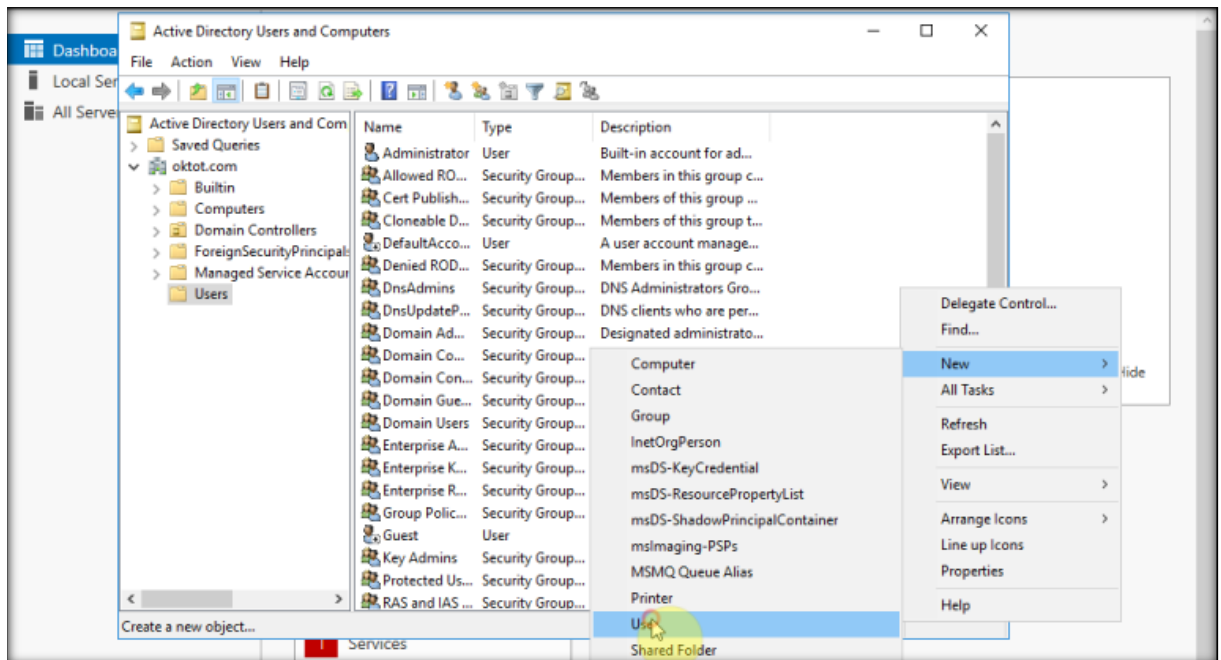 Active Directory Users and Computers
File Action View Help
Dashboa
Local Ser
All Server
Active Directory Users and Com
Saved Queries
oktot.com
Builtin
Computers
Domain Controllers
ForeignSecurityPrincipals
Managed Service Accour
Users
Name Type Description
Administrator User Built-in account for ad...
Allowed RO... Security Group... Members in this group c...
Cert Publish... Security Group... Members of this group ...
Cloneable D... Security Group... Members of this group t...
DefaultAcco... User A user account manage...
Denied ROD... Security Group... Members in this group c...
DnsAdmins Security Group... DNS Administrators Gro...
DnsUpdateP... Security Group... DNS clients who are per...
Domain Ad... Security Group... Designated administrato...
Domain Co... Security Group...
Domain Con... Security Group...
Domain Gue... Security Group...
Domain Users Security Group...
Enterprise A... Security Group...
Enterprise K... Security Group...
Enterprise R... Security Group...
Group Polic... Security Group...
Guest User
Key Admins Security Group...
Protected Us... Security Group...
RAS and IAS ... Security Group...
Delegate Control...
Find...
New
All Tasks
Refresh
Export List...
View
Arrange Icons
Line up Icons
Properties
Help
Computer
Contact
Group
InetOrgPerson
msDS-KeyCredential
msDS-ResourcePropertyList
msDS-ShadowPrincipalContainer
msImaging-PSPs
MSMQ Queue Alias
Printer
User
Shared Folder
Hide
Create a new object...
1 Services